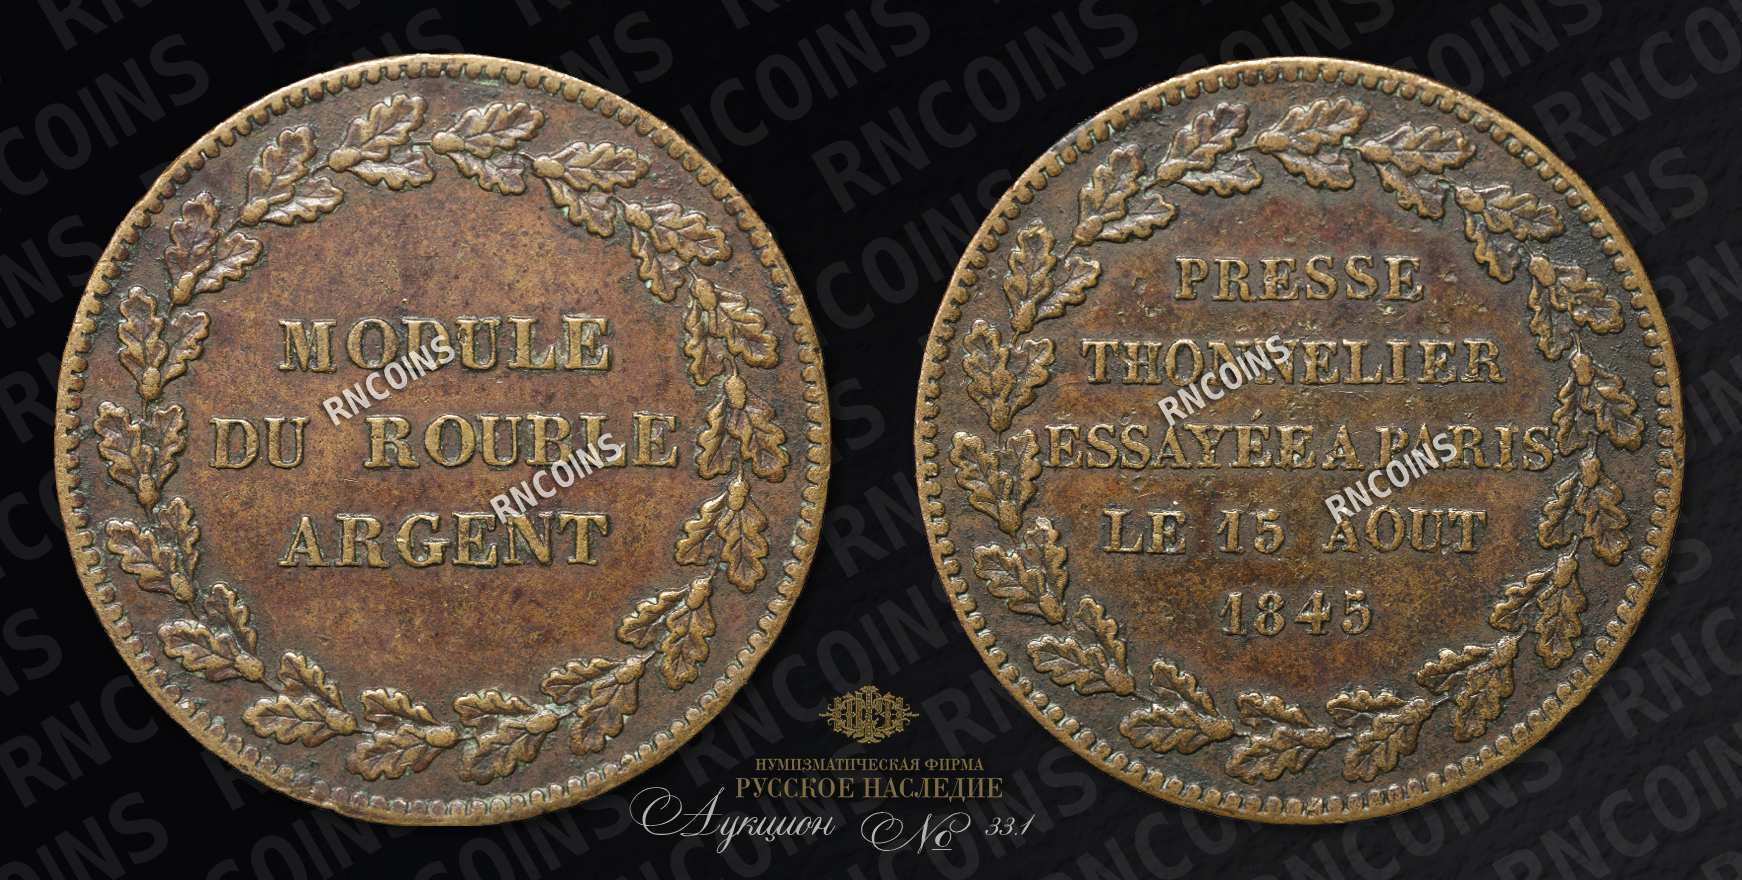 MODULE
DU ROUBLE
ARGENT
PRESSE
THONNELIER
ESSAYÉE A PARIS
LE 15 AOUT
1845
RNCOINS
RNCOINS
RNCOINS
RNCOINS
НУМИЗМАТИЧЕСКАЯ ФИРМА
РУССКОЕ НАСЛЕДИЕ
Аукцион № 33.1